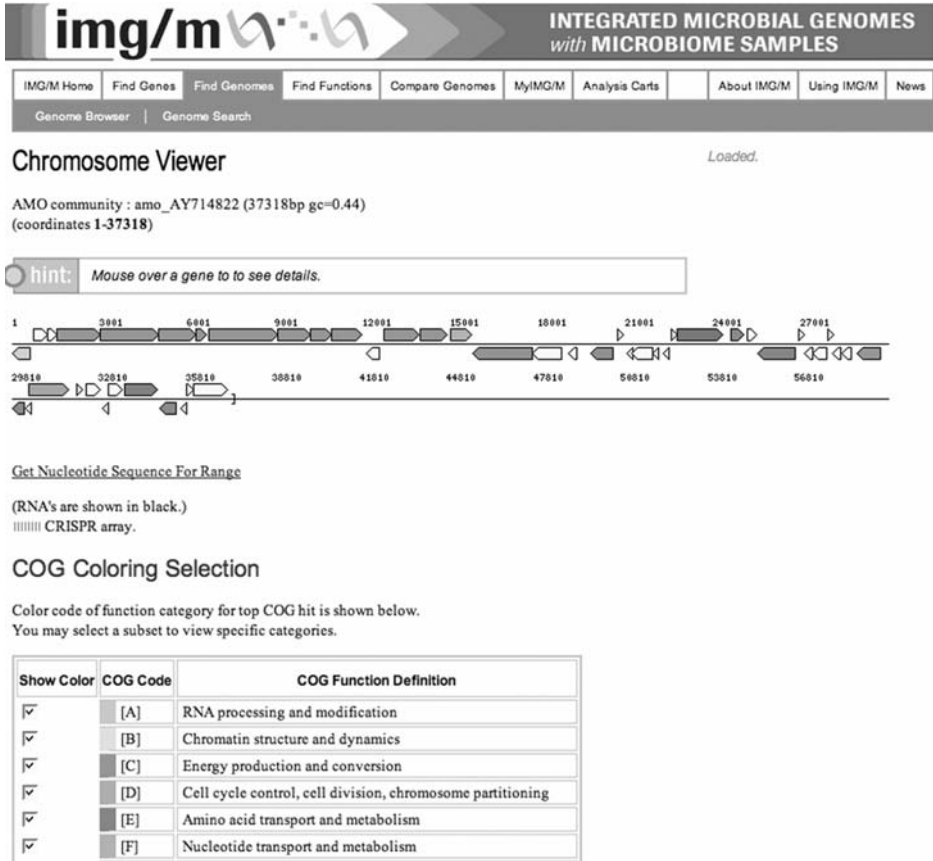 img/m
INTEGRATED MICROBIAL GENOMES
with MICROBIOME SAMPLES
IMG/M Home Find Genes Find Genomes Find Functions Compare Genomes MyIMG/M Analysis Carts About IMG/M Using IMG/M News
Genome Browser | Genome Search
Chromosome Viewer
Loaded.
AMO community : amo_AY714822 (37318bp gc=0.44)
(coordinates 1-37318)
hint: Mouse over a gene to to see details.
1 3001 6001 9001 12001 15001 18001 21001 24001 27001
29810 32810 35810 38810 41810 44810 47810 50810 53810 56810
Get Nucleotide Sequence For Range
(RNA's are shown in black.)
CRISPR array.
COG Coloring Selection
Color code of function category for top COG hit is shown below.
You may select a subset to view specific categories.
Show Color COG Code COG Function Definition
[A] RNA processing and modification
[B] Chromatin structure and dynamics
[C] Energy production and conversion
[D] Cell cycle control, cell division, chromosome partitioning
[E] Amino acid transport and metabolism
[F] Nucleotide transport and metabolism